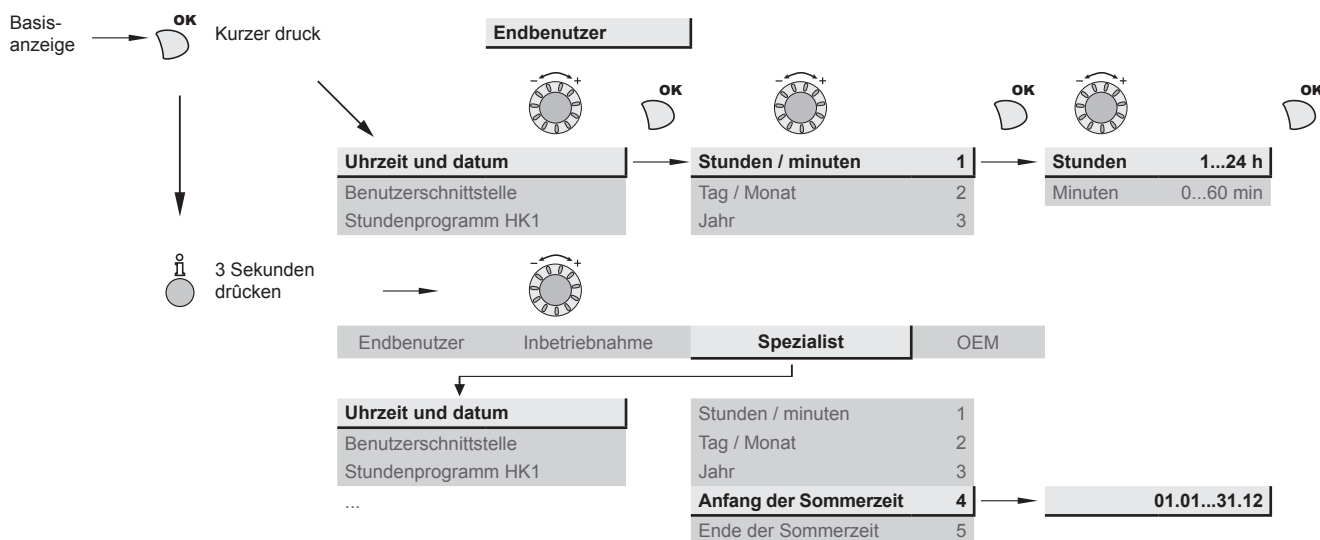 Basis-
anzeige
OK
Kurzer druck
Endbenutzer
- +
OK
- +
OK
- +
OK
Uhrzeit und datum
Stunden / minuten 1
Stunden 1...24 h
Benutzerschnittstelle
Tag / Monat 2
Minuten 0...60 min
Stundenprogramm HK1
Jahr 3
i
3 Sekunden
drûcken
- +
Endbenutzer Inbetriebnahme Spezialist OEM
Uhrzeit und datum
Stunden / minuten 1
Benutzerschnittstelle
Tag / Monat 2
Stundenprogramm HK1
Jahr 3
...
Anfang der Sommerzeit 4
01.01...31.12
Ende der Sommerzeit 5